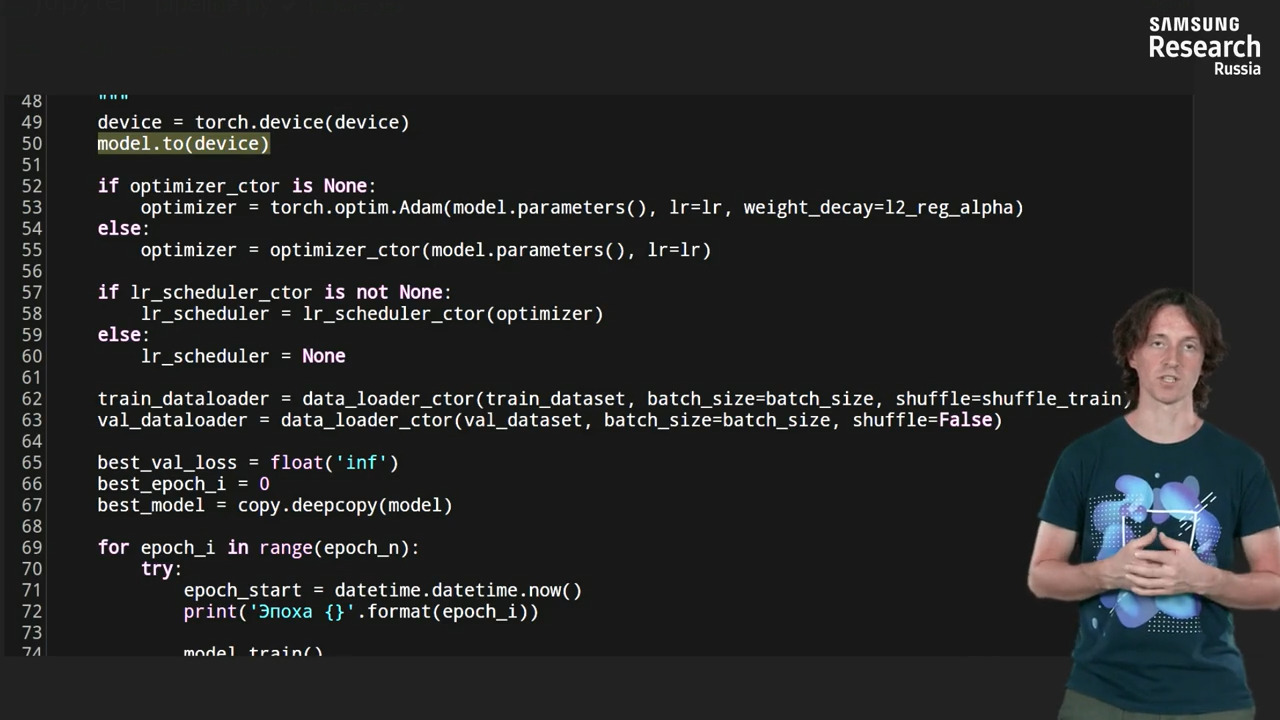 SAMSUNG
Research
Russia
48 """
49 device = torch.device(device)
50 model.to(device)
51
52 if optimizer_ctor is None:
53 optimizer = torch.optim.Adam(model.parameters(), lr=lr, weight_decay=l2_reg_alpha)
54 else:
55 optimizer = optimizer_ctor(model.parameters(), lr=lr)
56
57 if lr_scheduler_ctor is not None:
58 lr_scheduler = lr_scheduler_ctor(optimizer)
59 else:
60 lr_scheduler = None
61
62 train_dataloader = data_loader_ctor(train_dataset, batch_size=batch_size, shuffle=shuffle_train)
63 val_dataloader = data_loader_ctor(val_dataset, batch_size=batch_size, shuffle=False)
64
65 best_val_loss = float('inf')
66 best_epoch_i = 0
67 best_model = copy.deepcopy(model)
68
69 for epoch_i in range(epoch_n):
70 try:
71 epoch_start = datetime.datetime.now()
72 print('Эпоха {}'.format(epoch_i))
73
74 model.train()